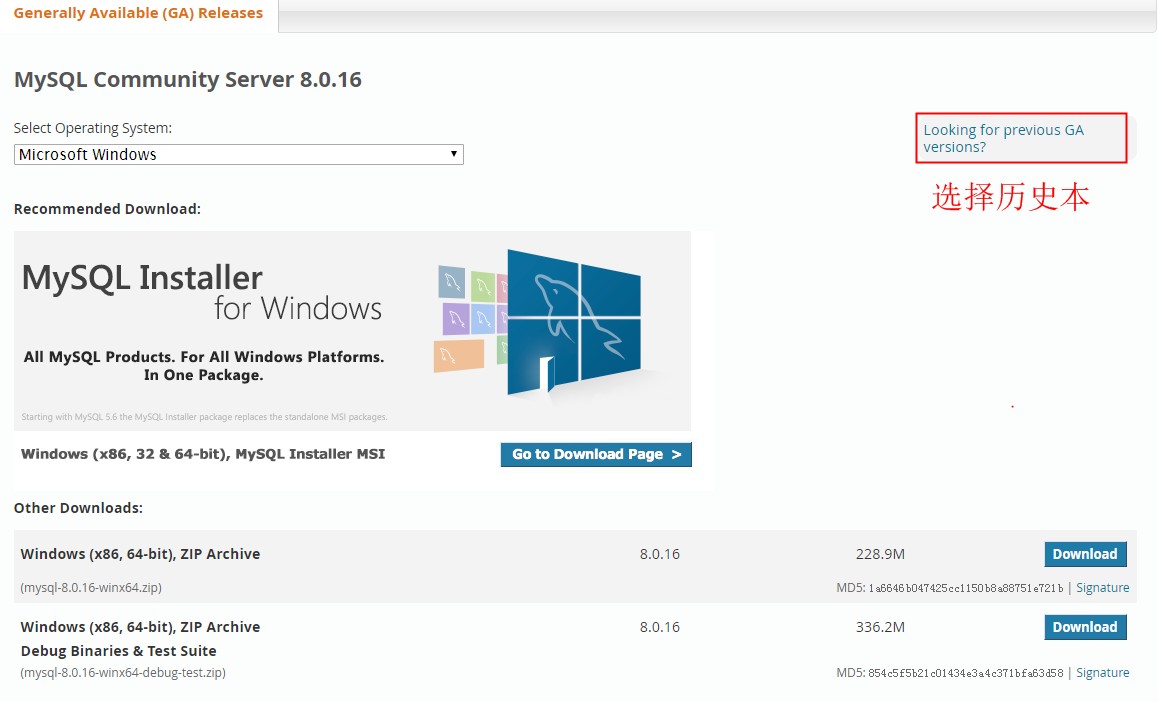 Generally Available (GA) Releases
MySQL Community Server 8.0.16
Select Operating System:
Microsoft Windows
Looking for previous GA
versions?
选择历史本
Recommended Download:
MySQL Installer
for Windows
All MySQL Products. For All Windows Platforms.
In One Package.
Starting with MySQL 5.6 the MySQL Installer package replaces the standalone MSI packages.
Windows (x86, 32 & 64-bit), MySQL Installer MSI
Go to Download Page >
Other Downloads:
Windows (x86, 64-bit), ZIP Archive 8.0.16 228.9M Download
(mysql-8.0.16-winx64.zip) MD5: 1a6646b047425cc1150b8a88751e721b | Signature
Windows (x86, 64-bit), ZIP Archive 8.0.16 336.2M Download
Debug Binaries & Test Suite
(mysql-8.0.16-winx64-debug-test.zip) MD5: 854c5f5b21c01434e3a4c371bfa63d58 | Signature